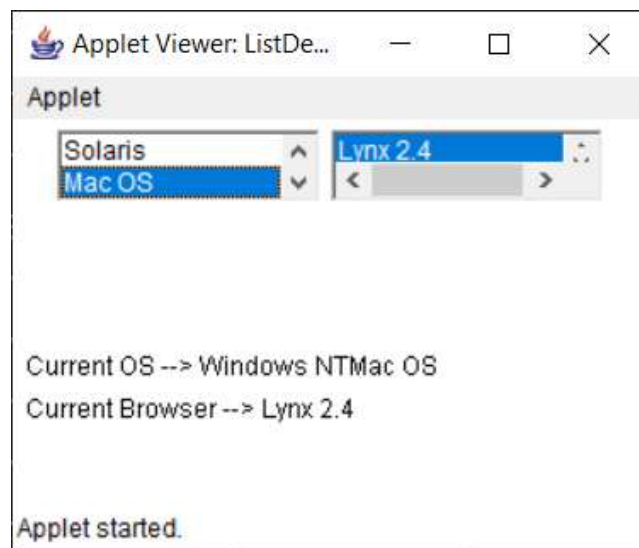 Applet Viewer: ListDe...
Applet
Solaris
Mac OS
Lynx 2.4
Current OS --> Windows NTMac OS
Current Browser --> Lynx 2.4
Applet started.